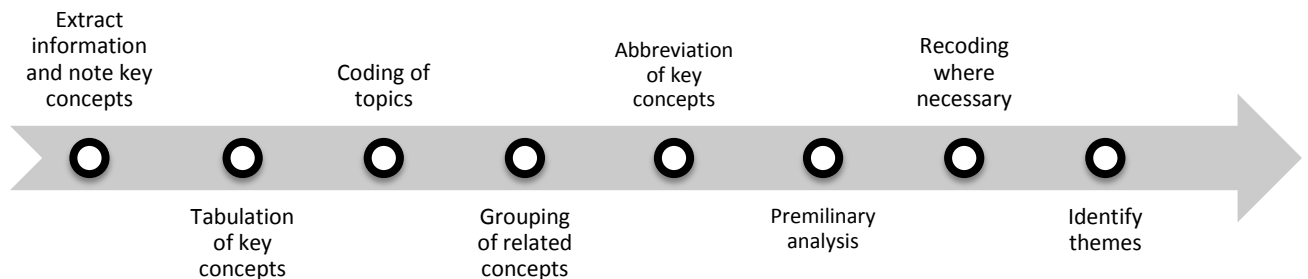 Extract
information
and note key
concepts
Tabulation
of key
concepts
Coding of
topics
Grouping
of related
concepts
Abbreviation
of key
concepts
Premilinary
analysis
Recoding
where
necessary
Identify
themes